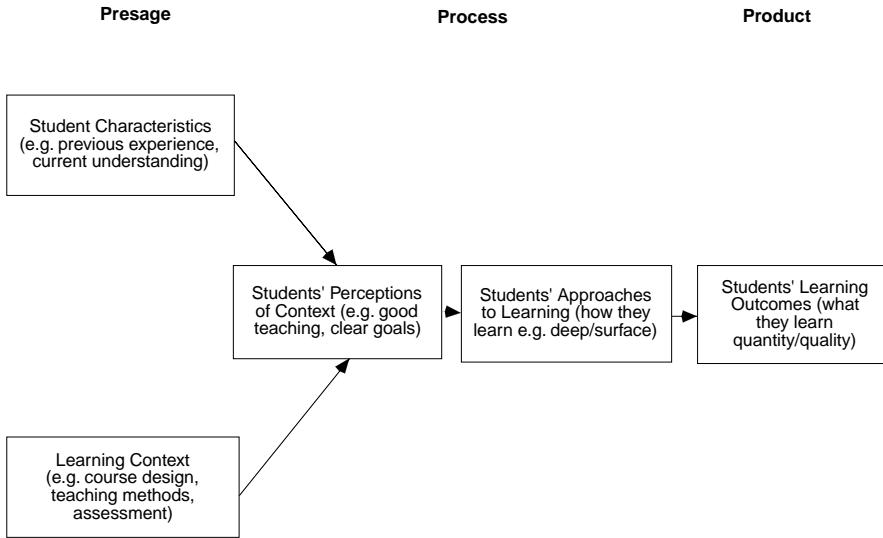 Presage
Process
Product
Student Characteristics
(e.g. previous experience,
current understanding)
Students' Perceptions
of Context (e.g. good
teaching, clear goals)
Students' Approaches
to Learning (how they
learn e.g. deep/surface)
Students' Learning
Outcomes (what
they learn
quantity/quality)
Learning Context
(e.g. course design,
teaching methods,
assessment)